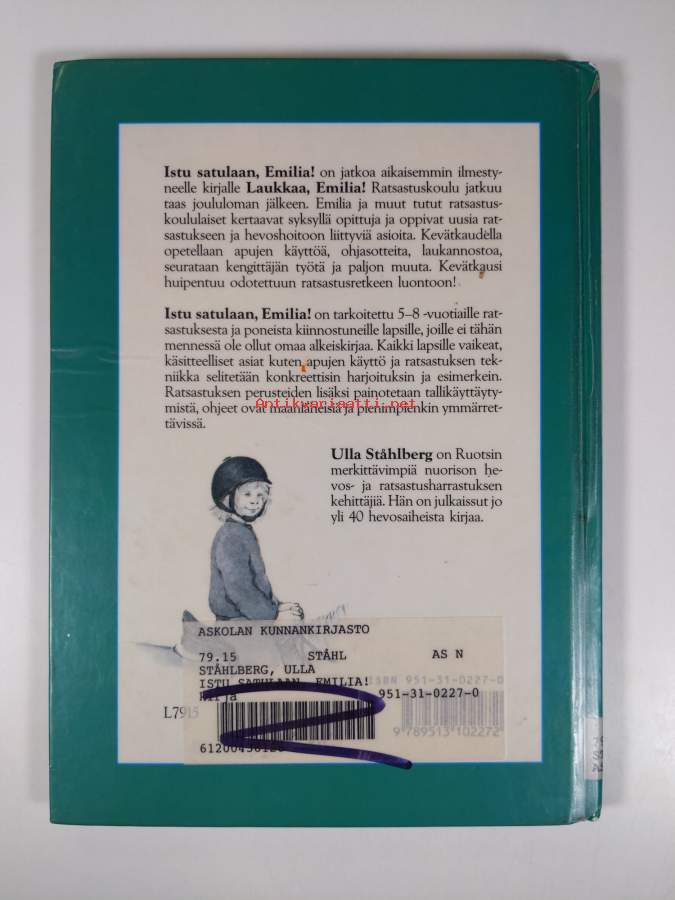 Istu satulaan, Emilia! on jatkoa aikaisemmin ilmesty-
neelle kirjalle Laukkaa, Emilia! Ratsastuskoulu jatkuu
taas joululoman jälkeen. Emilia ja muut tutut ratsastus-
koululaiset kertaavat syksyllä opittuja ja oppivat uusia rat-
sastukseen ja hevoshoitoon liittyviä asioita. Kevätkaudella
opetellaan apujen käyttöä, ohjasotteita, laukannostoa,
seurataan kengittäjän työtä ja paljon muuta. Kevätkausi
huipentuu odotettuun ratsastusretkeen luontoon!
Istu satulaan, Emilia! on tarkoitettu 5–8 -vuotiaille rat-
sastuksesta ja poneista kiinnostuneille lapsille, joille ei tähän
mennessä ole ollut omaa alkeiskirjaa. Kaikki lapsille vaikeat,
käsitteelliset asiat kuten apujen käyttö ja ratsastuksen tek-
niikka selitetään konkreettisin harjoituksin ja esimerkein.
Ratsastuksen perusteiden lisäksi painotetaan tallikäyttäyty-
mistä, ohjeet ovat maanläheisiä ja pienimpienkin ymmärret-
tävissä.
Antikvariaatti.net
Ulla Ståhlberg on Ruotsin
merkittävimpiä nuorison he-
vos- ja ratsastusharrastuksen
kehittäjiä. Hän on julkaissut jo
yli 40 hevosaiheista kirjaa.
ASKOLAN KUNNANKIRJASTO
79.15 STÅHL AS N
STÅHLBERG, ULLA
ISTU SATULAAN, EMILIA! ISBN 951-31-0227-0
kirja 951-31-0227-0
L7915
9 789513 102272